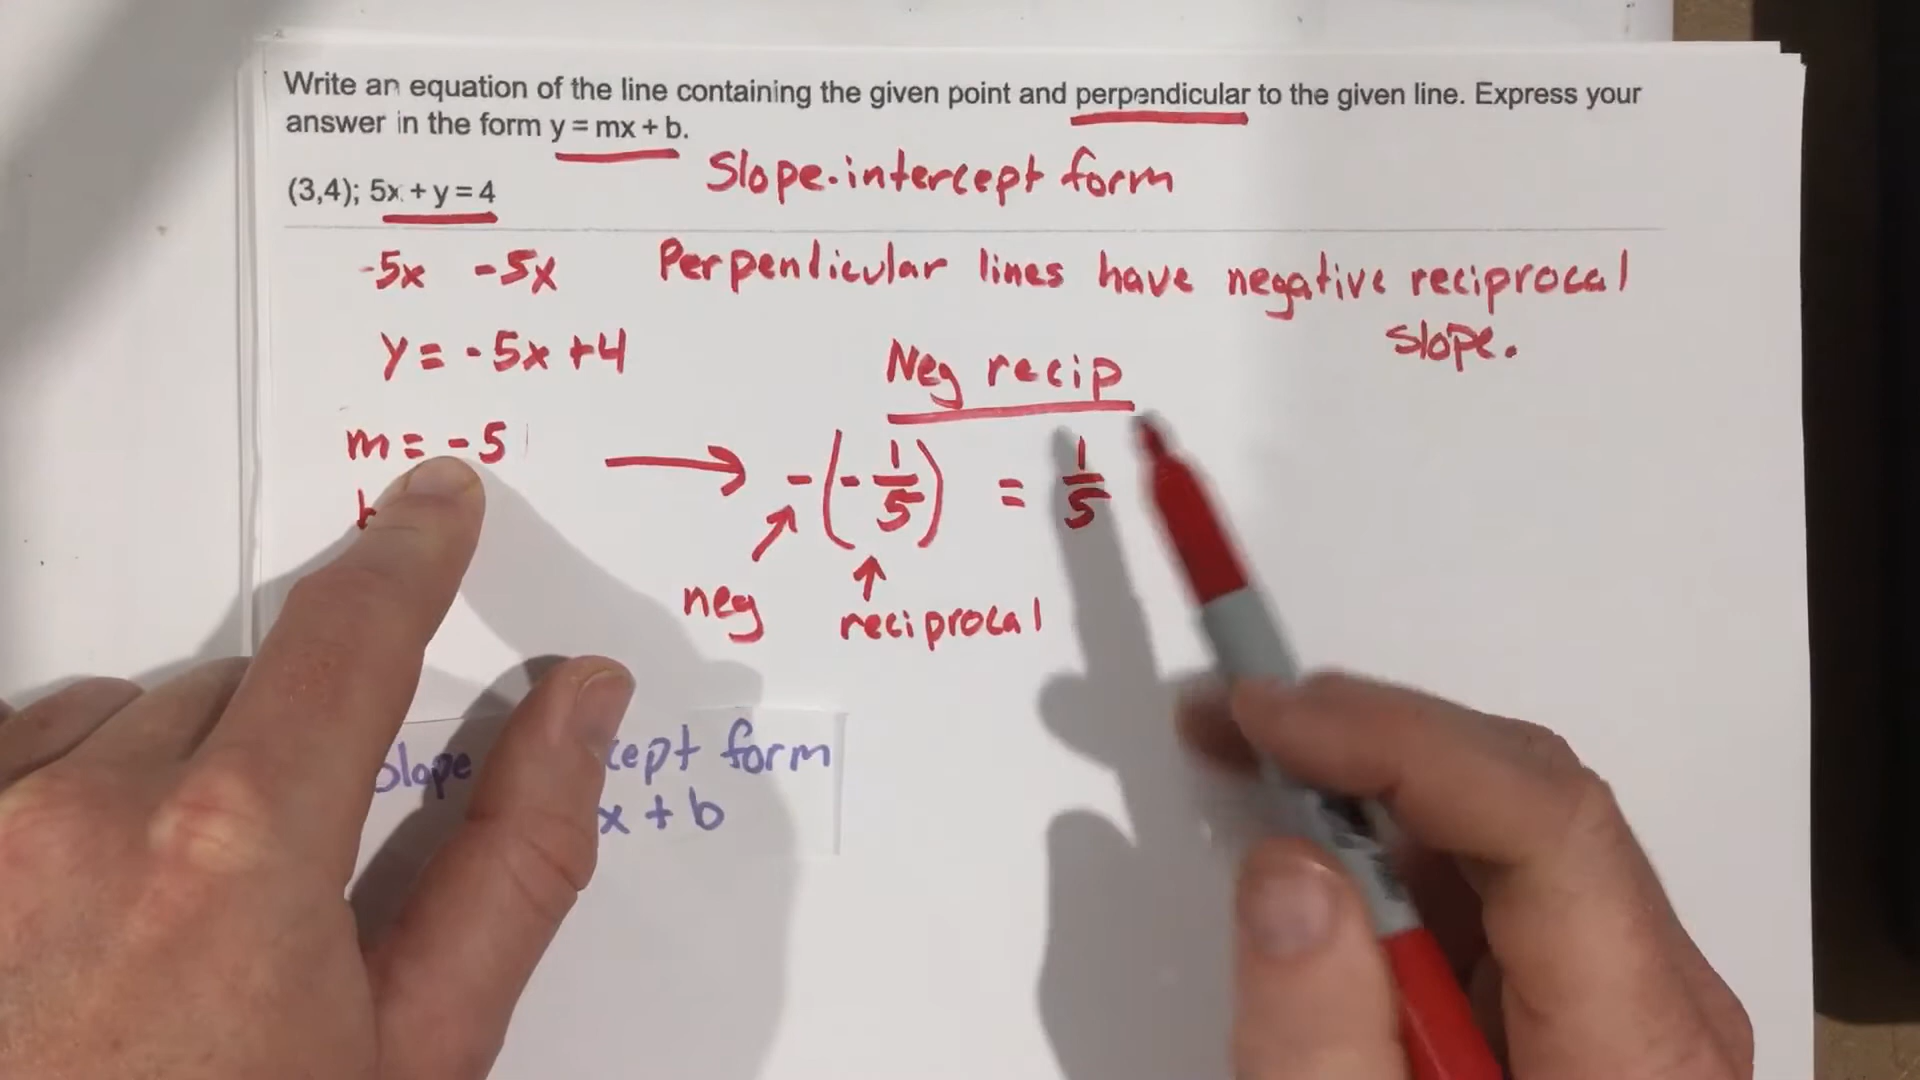 Write an equation of the line containing the given point and perpendicular to the given line. Express your
answer in the form y = mx + b.
Slope-intercept form
(3,4); 5x + y = 4
-5x -5x
Perpendicular lines have negative reciprocal
slope.
y = -5x +4
Neg recip
m = -5
-(-1/5) = 1/5
neg
reciprocal
form
x + b